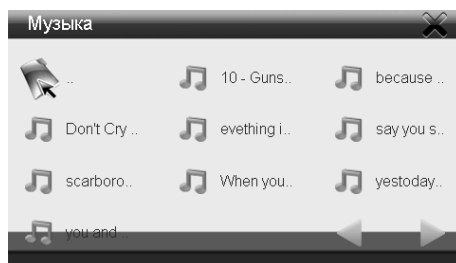 Музыка
.. 10 - Guns.. because ..
Don't Cry .. evething i.. say you s..
scarboro.. When you.. yestoday..
you and ..